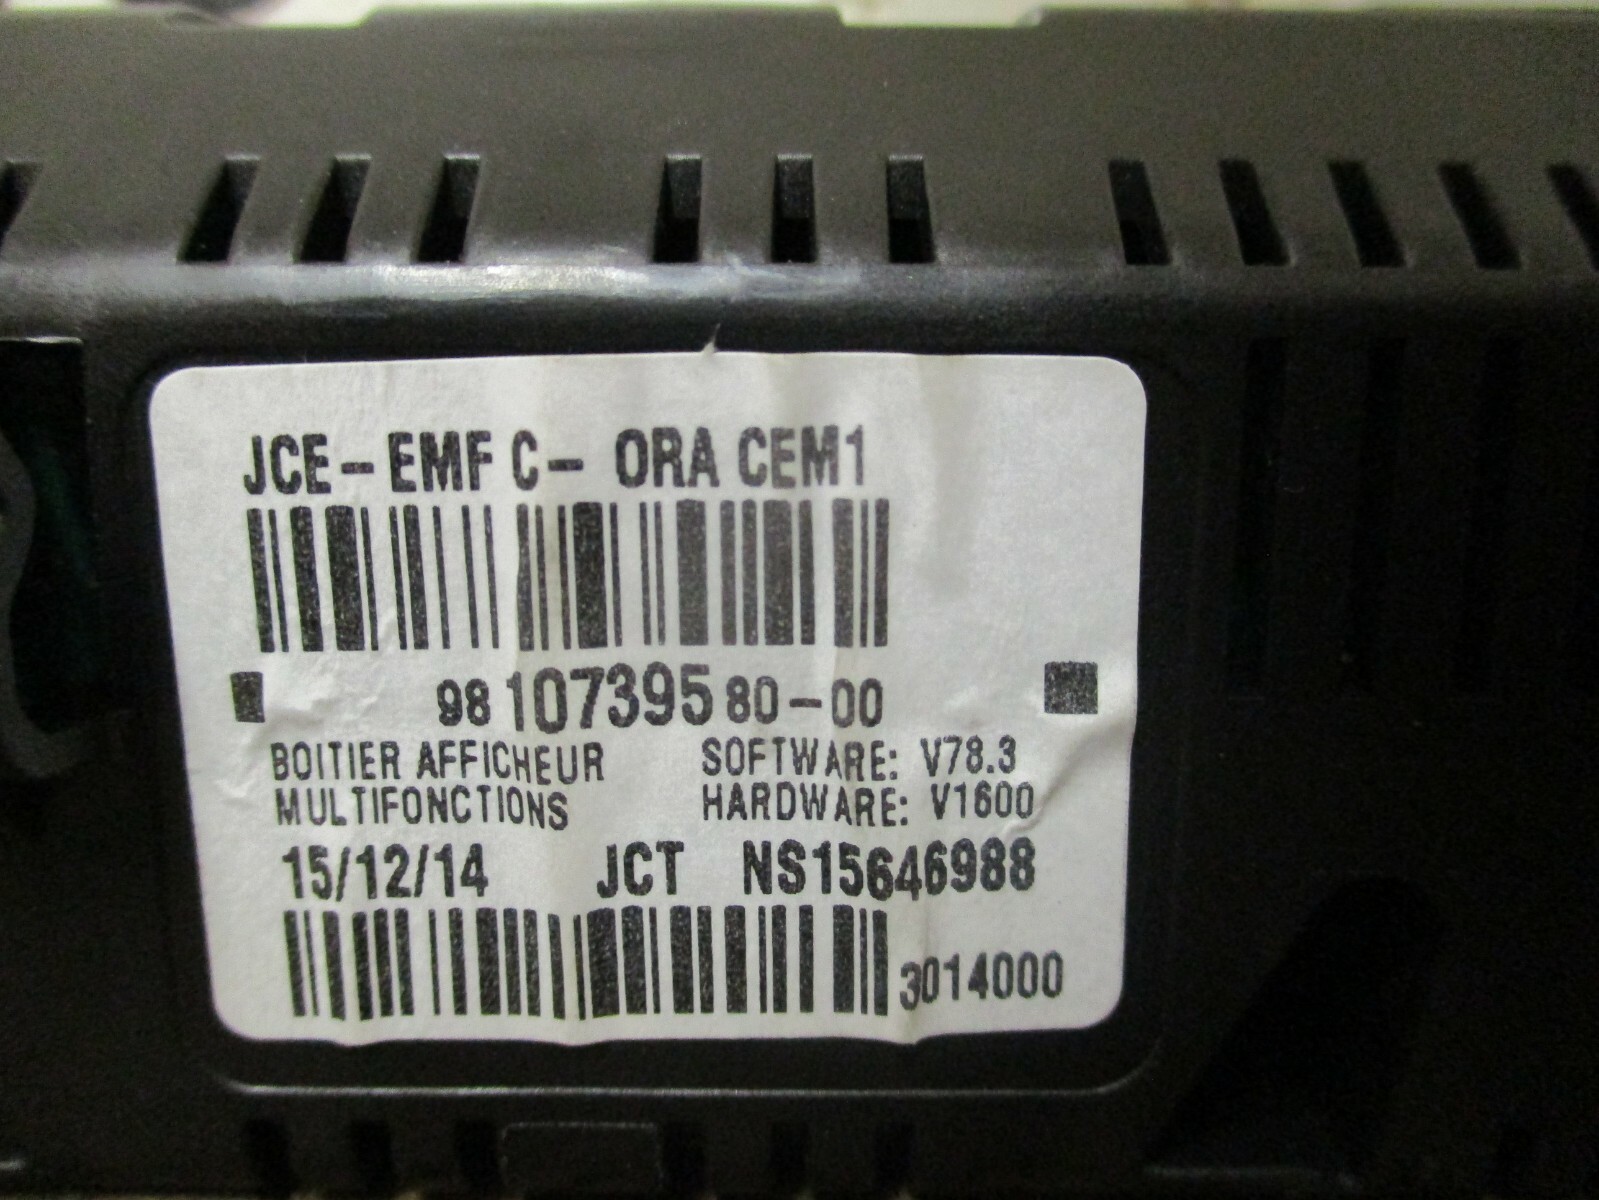 JCE-EMF C- ORA CEM1
98 107395 80-00
BOITIER AFFICHEUR SOFTWARE: V78.3
MULTIFONCTIONS HARDWARE: V1600
15/12/14 JCT NS15646988
3014000